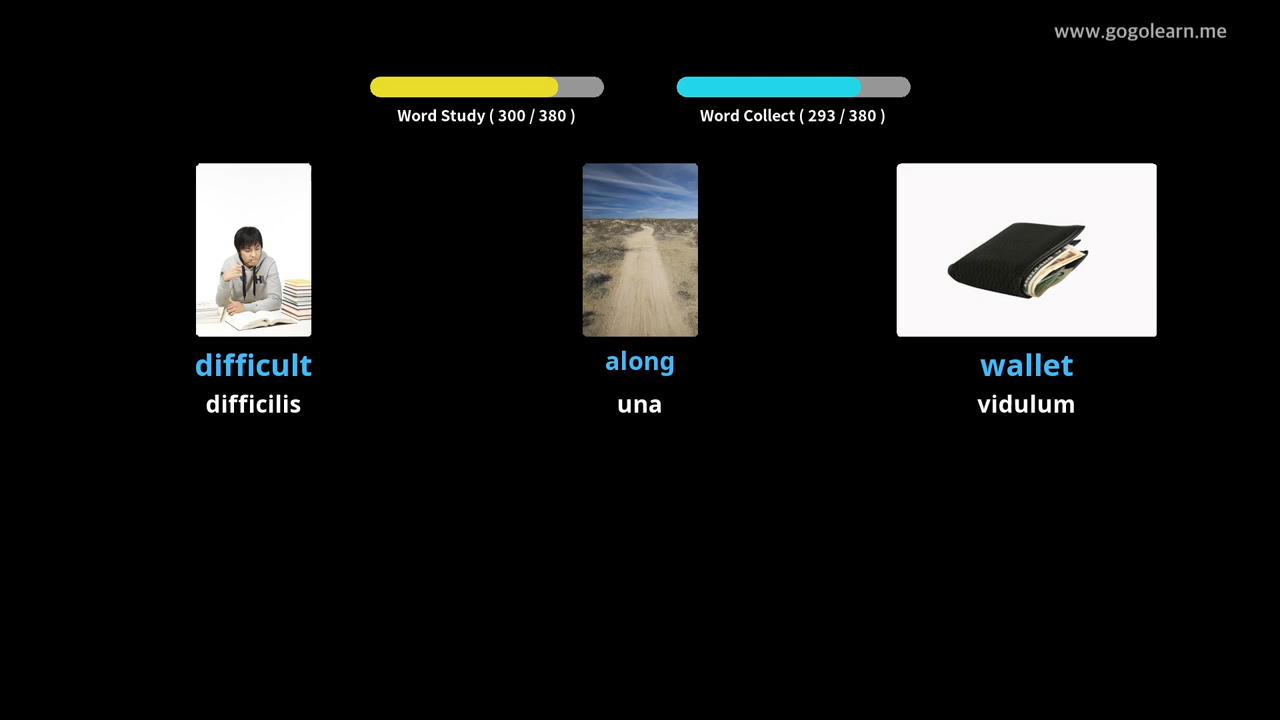 www.gogolearn.me
Word Study ( 300 / 380 )
Word Collect ( 293 / 380 )
difficult
difficilis
along
una
wallet
vidulum